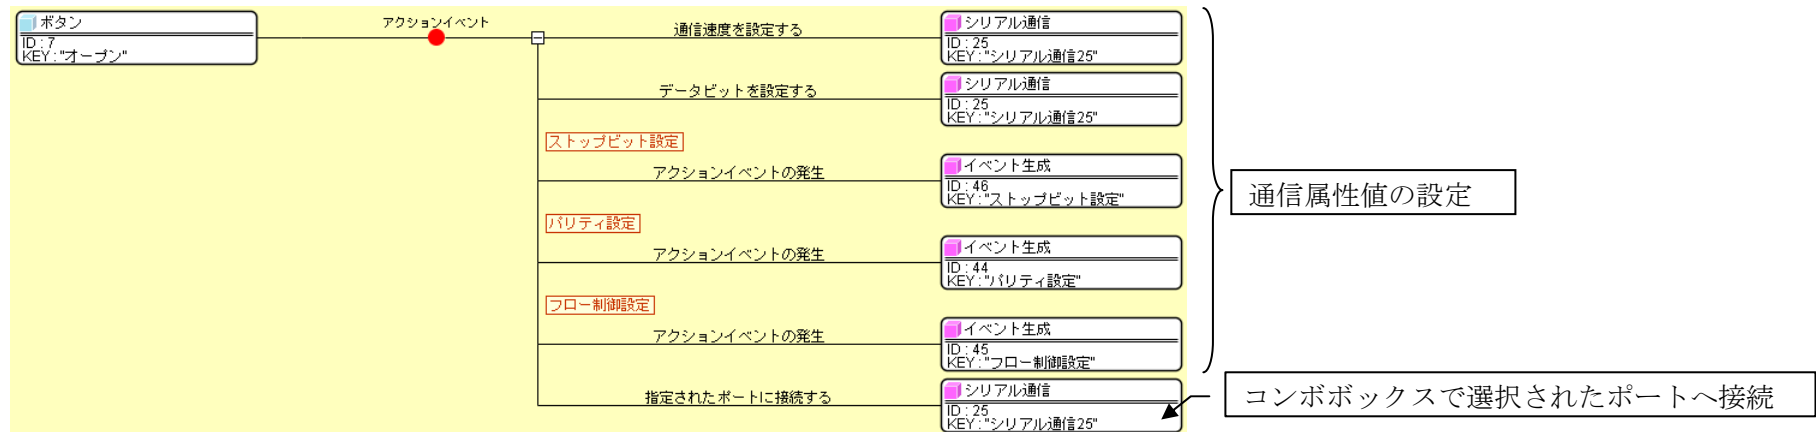 ボタン
ID : 7
KEY : "オープン"
アクションイベント
通信速度を設定する
シリアル通信
ID : 25
KEY : "シリアル通信25"
データビットを設定する
シリアル通信
ID : 25
KEY : "シリアル通信25"
ストップビット設定
アクションイベントの発生
イベント生成
ID : 46
KEY : "ストップビット設定"
パリティ設定
アクションイベントの発生
イベント生成
ID : 44
KEY : "パリティ設定"
フロー制御設定
アクションイベントの発生
イベント生成
ID : 45
KEY : "フロー制御設定"
指定されたポートに接続する
シリアル通信
ID : 25
KEY : "シリアル通信25"
通信属性値の設定
コンボボックスで選択されたポートへ接続